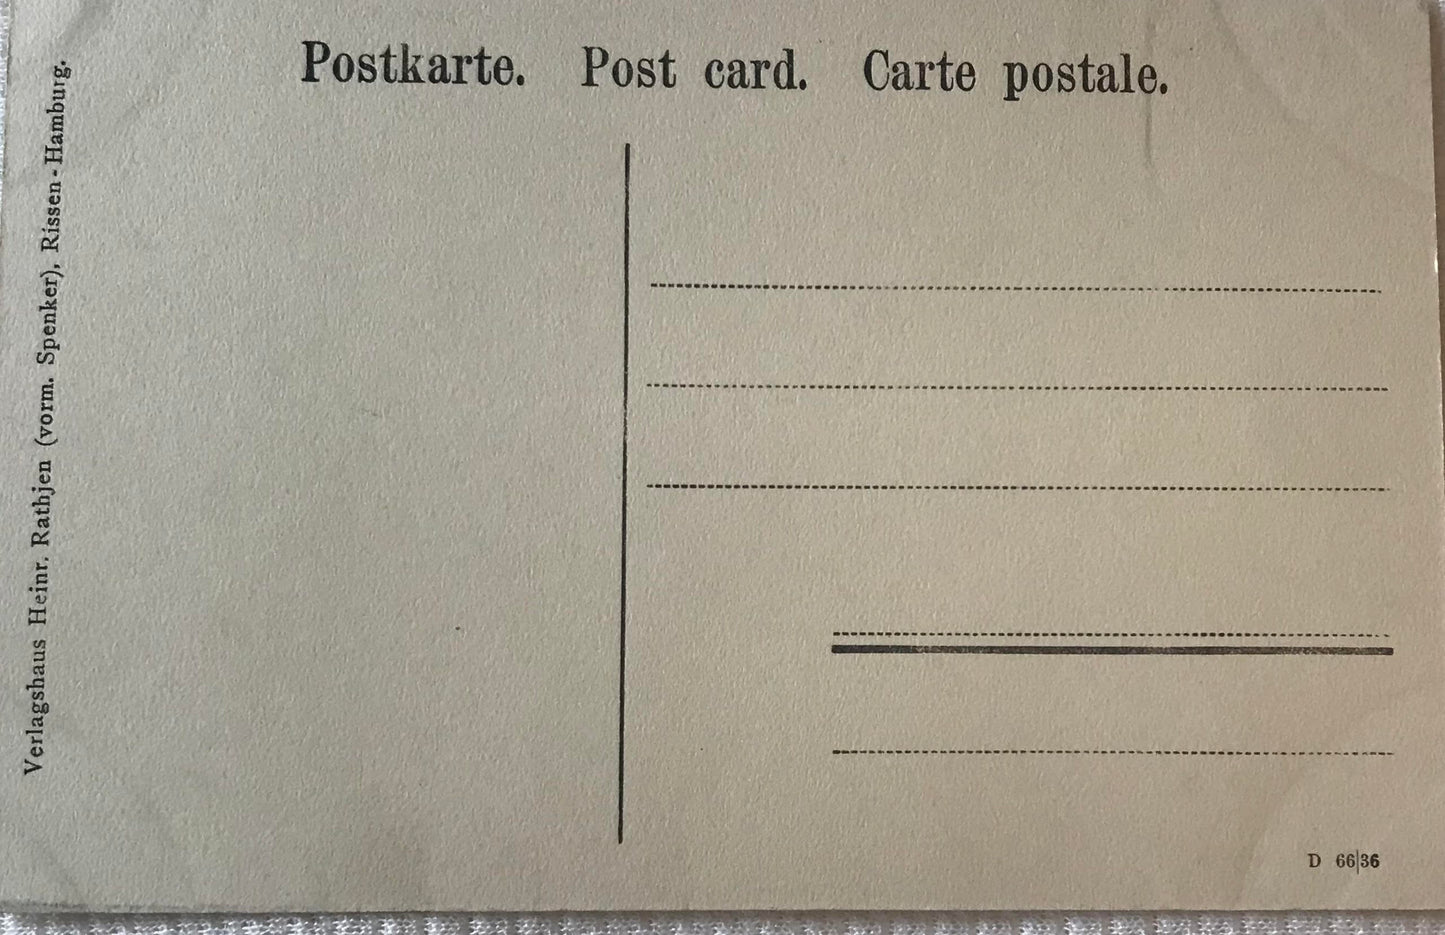 Postkarte. Post card. Carte postale.
Verlagshaus Heinr. Rathjen (vorm. Spenker), Rissen-Hamburg.
D 66|36